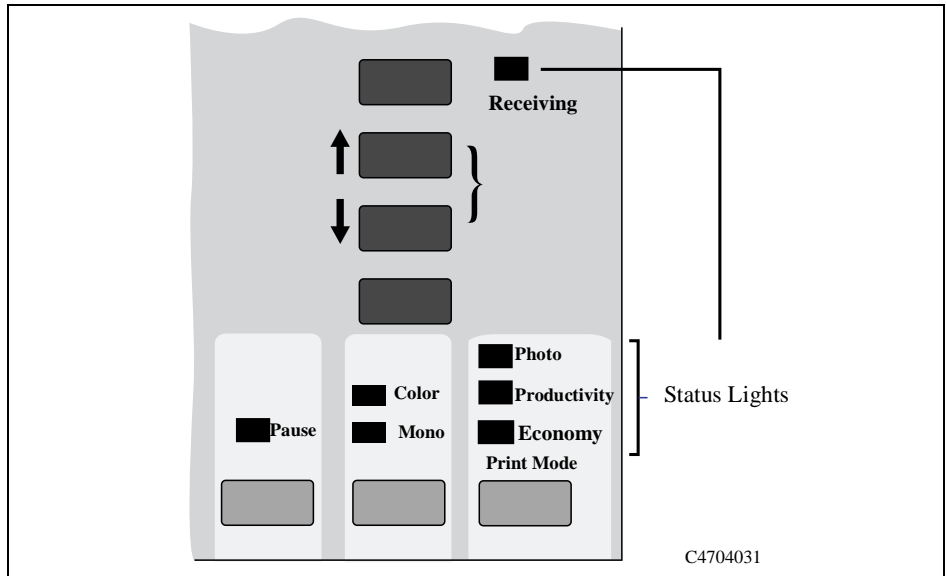 Receiving
Photo
Color
Productivity
Status Lights
Pause
Mono
Economy
Print Mode
C4704031